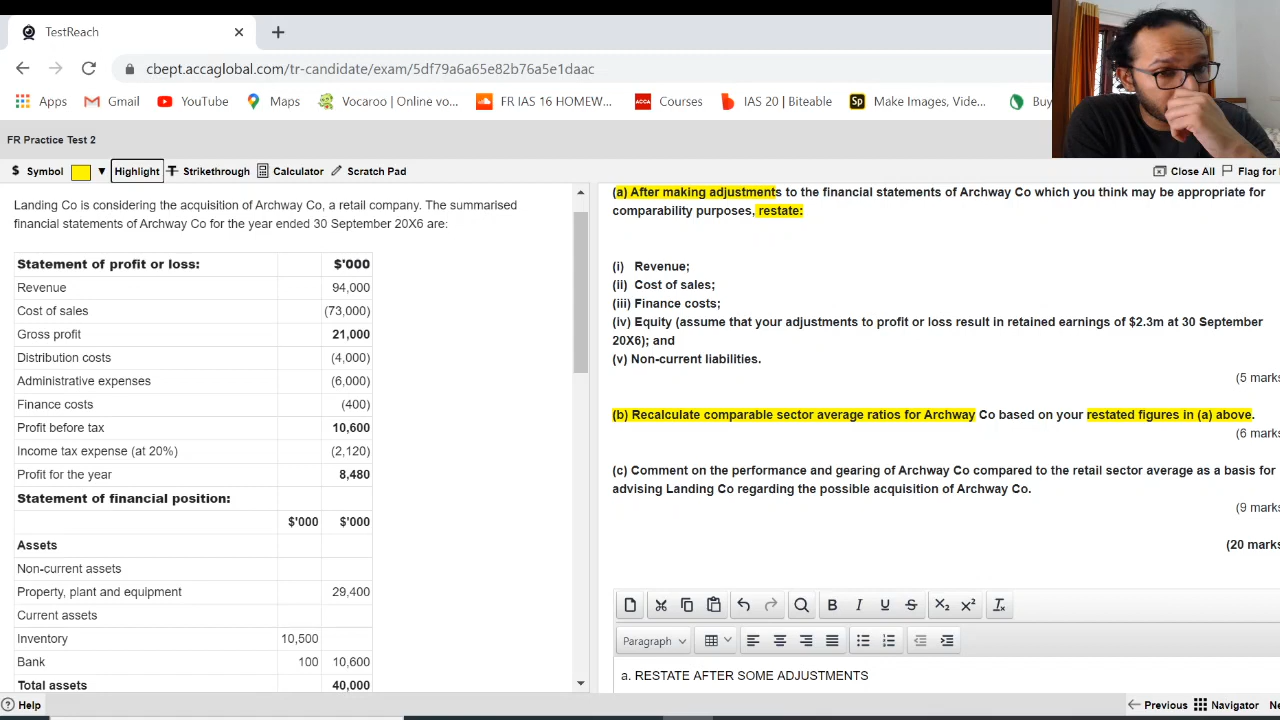 TestReach
cbept.accaglobal.com/tr-candidate/exam/5df79a6a65e82b76a5e1daac
Apps Gmail YouTube Maps Vocaroo | Online vo... FR IAS 16 HOMEW... Courses IAS 20 | Biteable Make Images, Vide... Buy
FR Practice Test 2
$ Symbol Highlight Strikethrough Calculator Scratch Pad Close All Flag for
Landing Co is considering the acquisition of Archway Co, a retail company. The summarised
financial statements of Archway Co for the year ended 30 September 20X6 are:
Statement of profit or loss: $'000
Revenue 94,000
Cost of sales (73,000)
Gross profit 21,000
Distribution costs (4,000)
Administrative expenses (6,000)
Finance costs (400)
Profit before tax 10,600
Income tax expense (at 20%) (2,120)
Profit for the year 8,480
Statement of financial position:
$'000 $'000
Assets
Non-current assets
Property, plant and equipment 29,400
Current assets
Inventory 10,500
Bank 100 10,600
Total assets 40,000
(a) After making adjustments to the financial statements of Archway Co which you think may be appropriate for
comparability purposes, restate:
(i) Revenue;
(ii) Cost of sales;
(iii) Finance costs;
(iv) Equity (assume that your adjustments to profit or loss result in retained earnings of $2.3m at 30 September
20X6); and
(v) Non-current liabilities.
(5 marks
(b) Recalculate comparable sector average ratios for Archway Co based on your restated figures in (a) above.
(6 marks
(c) Comment on the performance and gearing of Archway Co compared to the retail sector average as a basis for
advising Landing Co regarding the possible acquisition of Archway Co.
(9 marks
(20 marks
B I U S X₂ X² Tx
Paragraph
a. RESTATE AFTER SOME ADJUSTMENTS
? Help Previous Navigator Ne